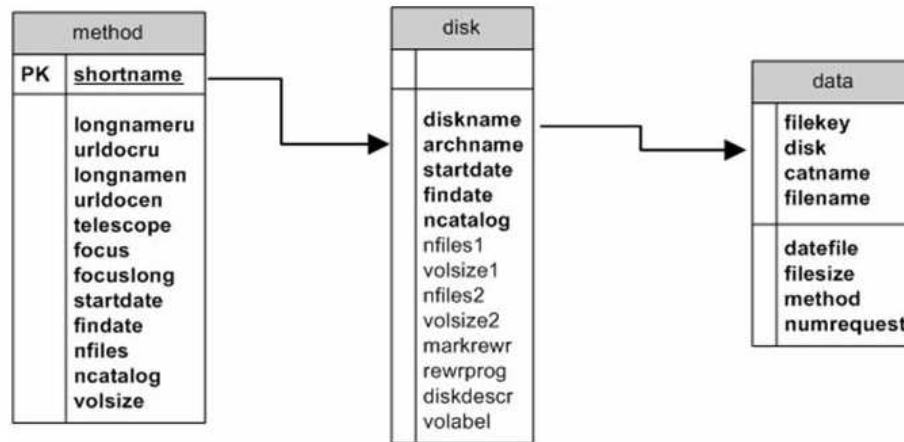 method
PK shortname
longnameru
urldocru
longnamen
urldocen
telescope
focus
focuslong
startdate
findate
nfiles
ncatalog
volsize
disk
diskname
archname
startdate
findate
ncatalog
nfiles1
volsize1
nfiles2
volsize2
markrewr
rewrprog
diskdescr
volabel
data
filekey
disk
catname
filename
datefile
filesize
method
numrequest